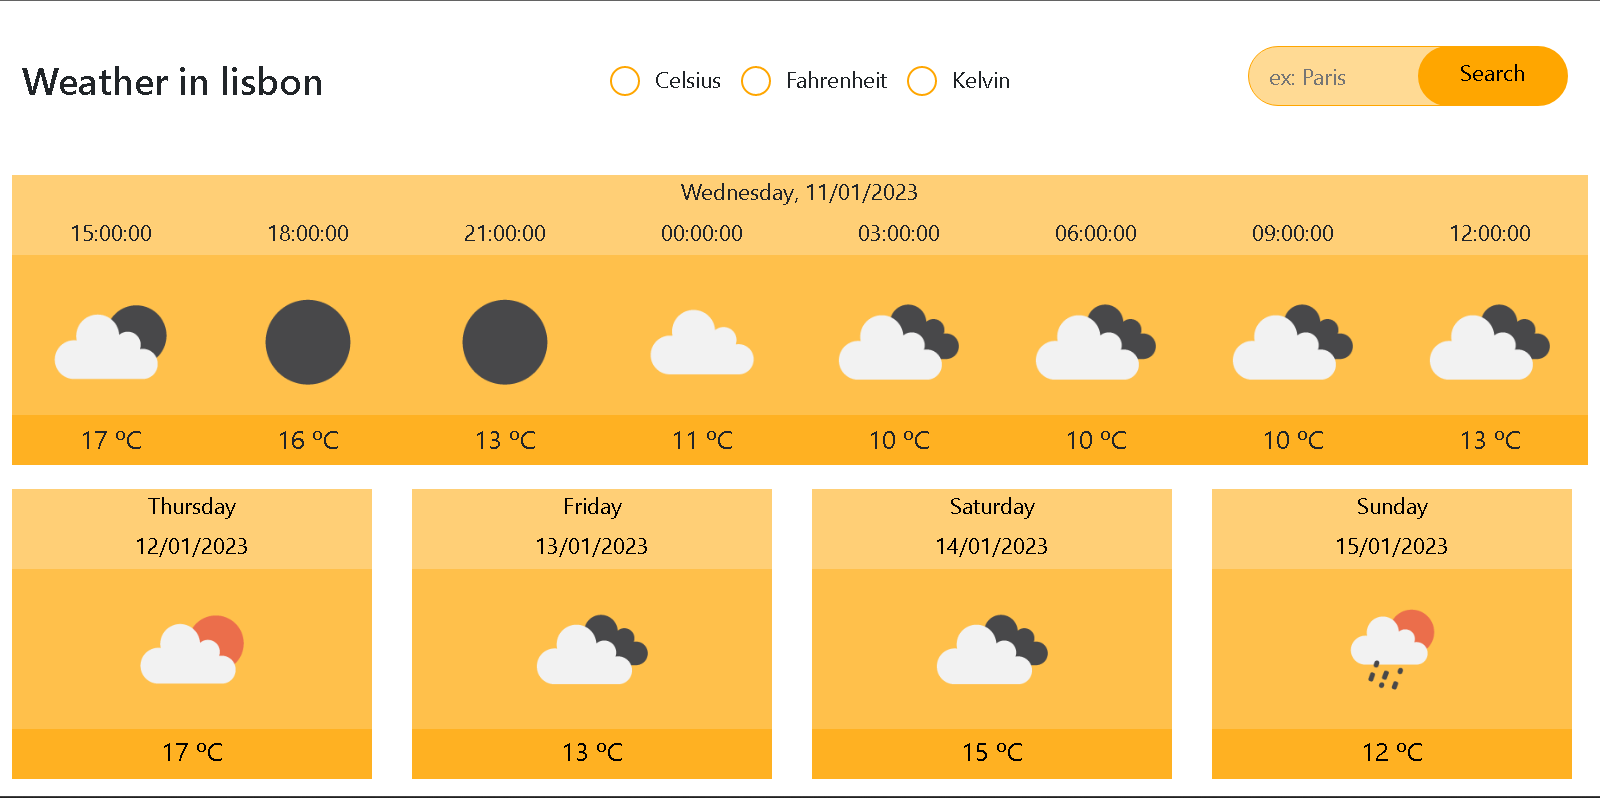 Weather in lisbon
Celsius Fahrenheit Kelvin
ex: Paris Search
Wednesday, 11/01/2023
15:00:00 18:00:00 21:00:00 00:00:00 03:00:00 06:00:00 09:00:00 12:00:00
17 ºC 16 ºC 13 ºC 11 ºC 10 ºC 10 ºC 10 ºC 13 ºC
Thursday
12/01/2023
17 ºC
Friday
13/01/2023
13 ºC
Saturday
14/01/2023
15 ºC
Sunday
15/01/2023
12 ºC